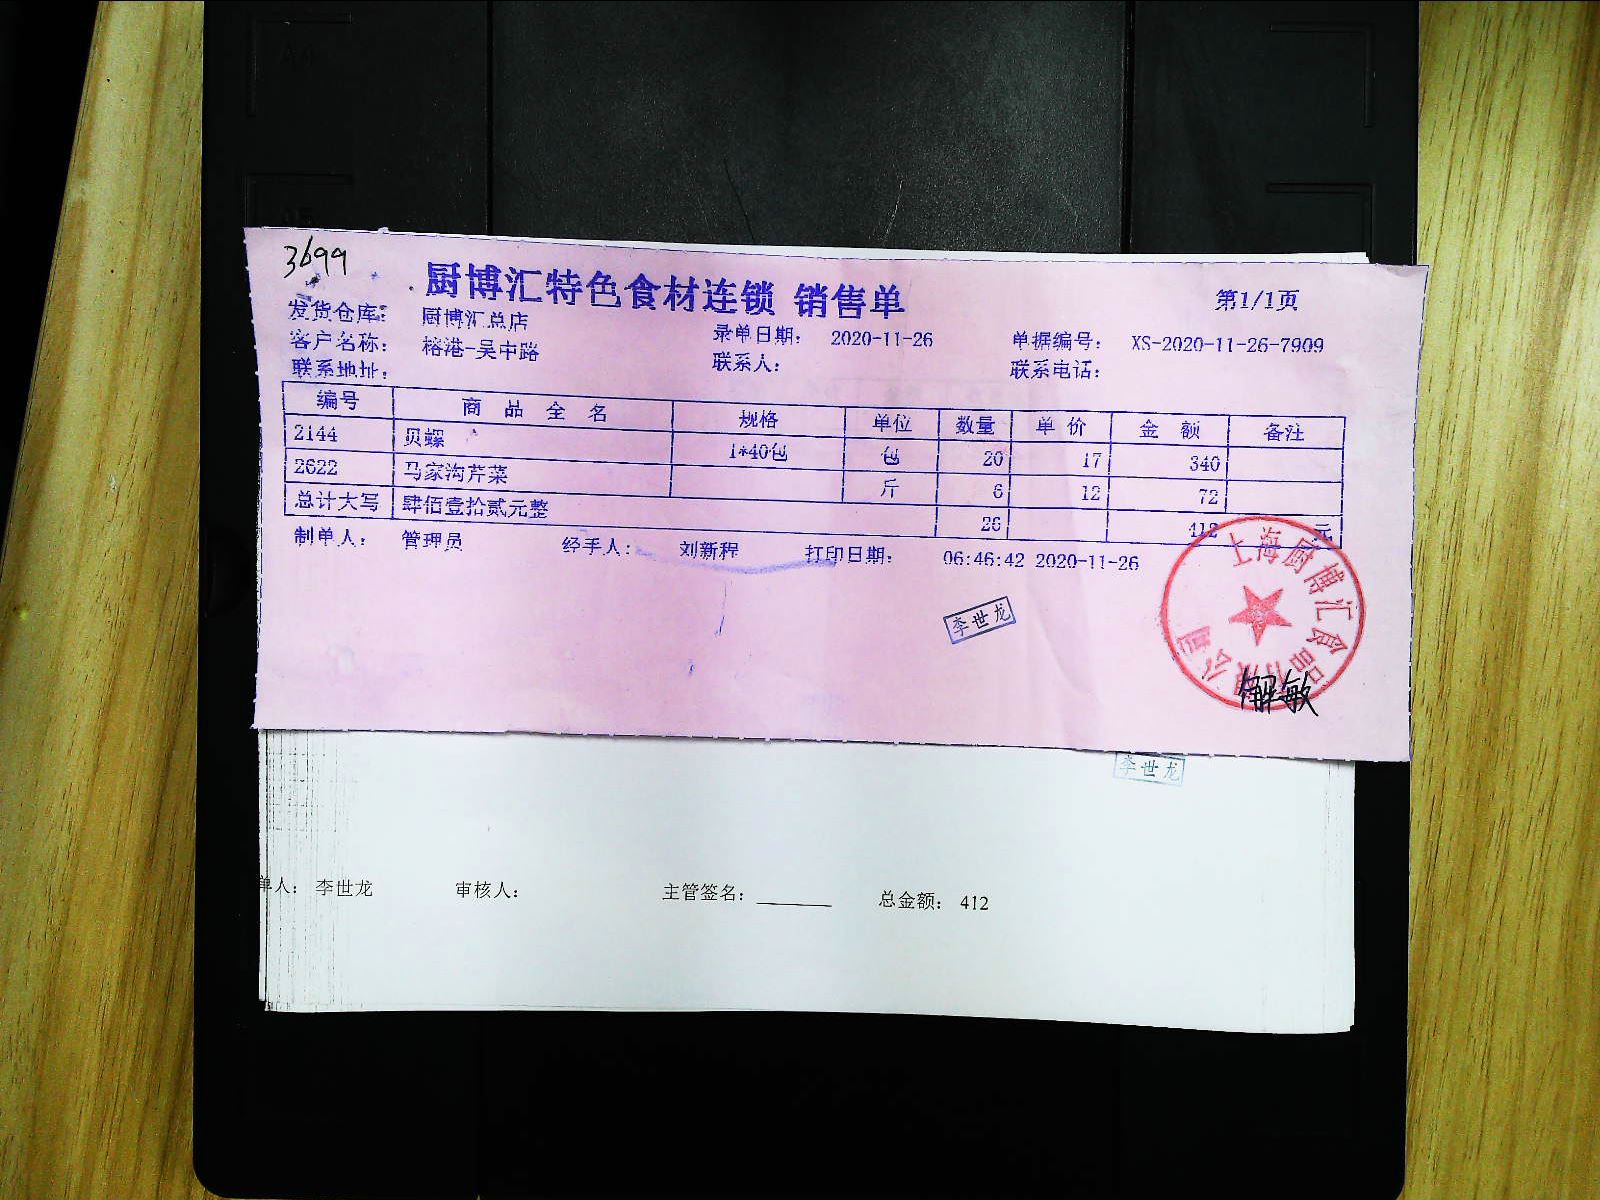 3699
厨博汇特色食材连锁 销售单
第1/1页
发货仓库： 厨博汇总店
录单日期： 2020-11-26
单据编号： XS-2020-11-26-7909
客户名称： 榕港-吴中路
联系人：
联系电话：
联系地址：
编号 商品全名 规格 单位 数量 单价 金额 备注
2144 贝螺 1*40包 包 20 17 340
2622 马家沟芹菜 斤 6 12 72
总计大写 肆佰壹拾贰元整 26 412 元
制单人： 管理员 经手人： 刘新程 打印日期： 06:46:42 2020-11-26
李世龙
上海厨博汇食品有限公司
解敏
李世龙
单人： 李世龙 审核人： 主管签名： 总金额： 412